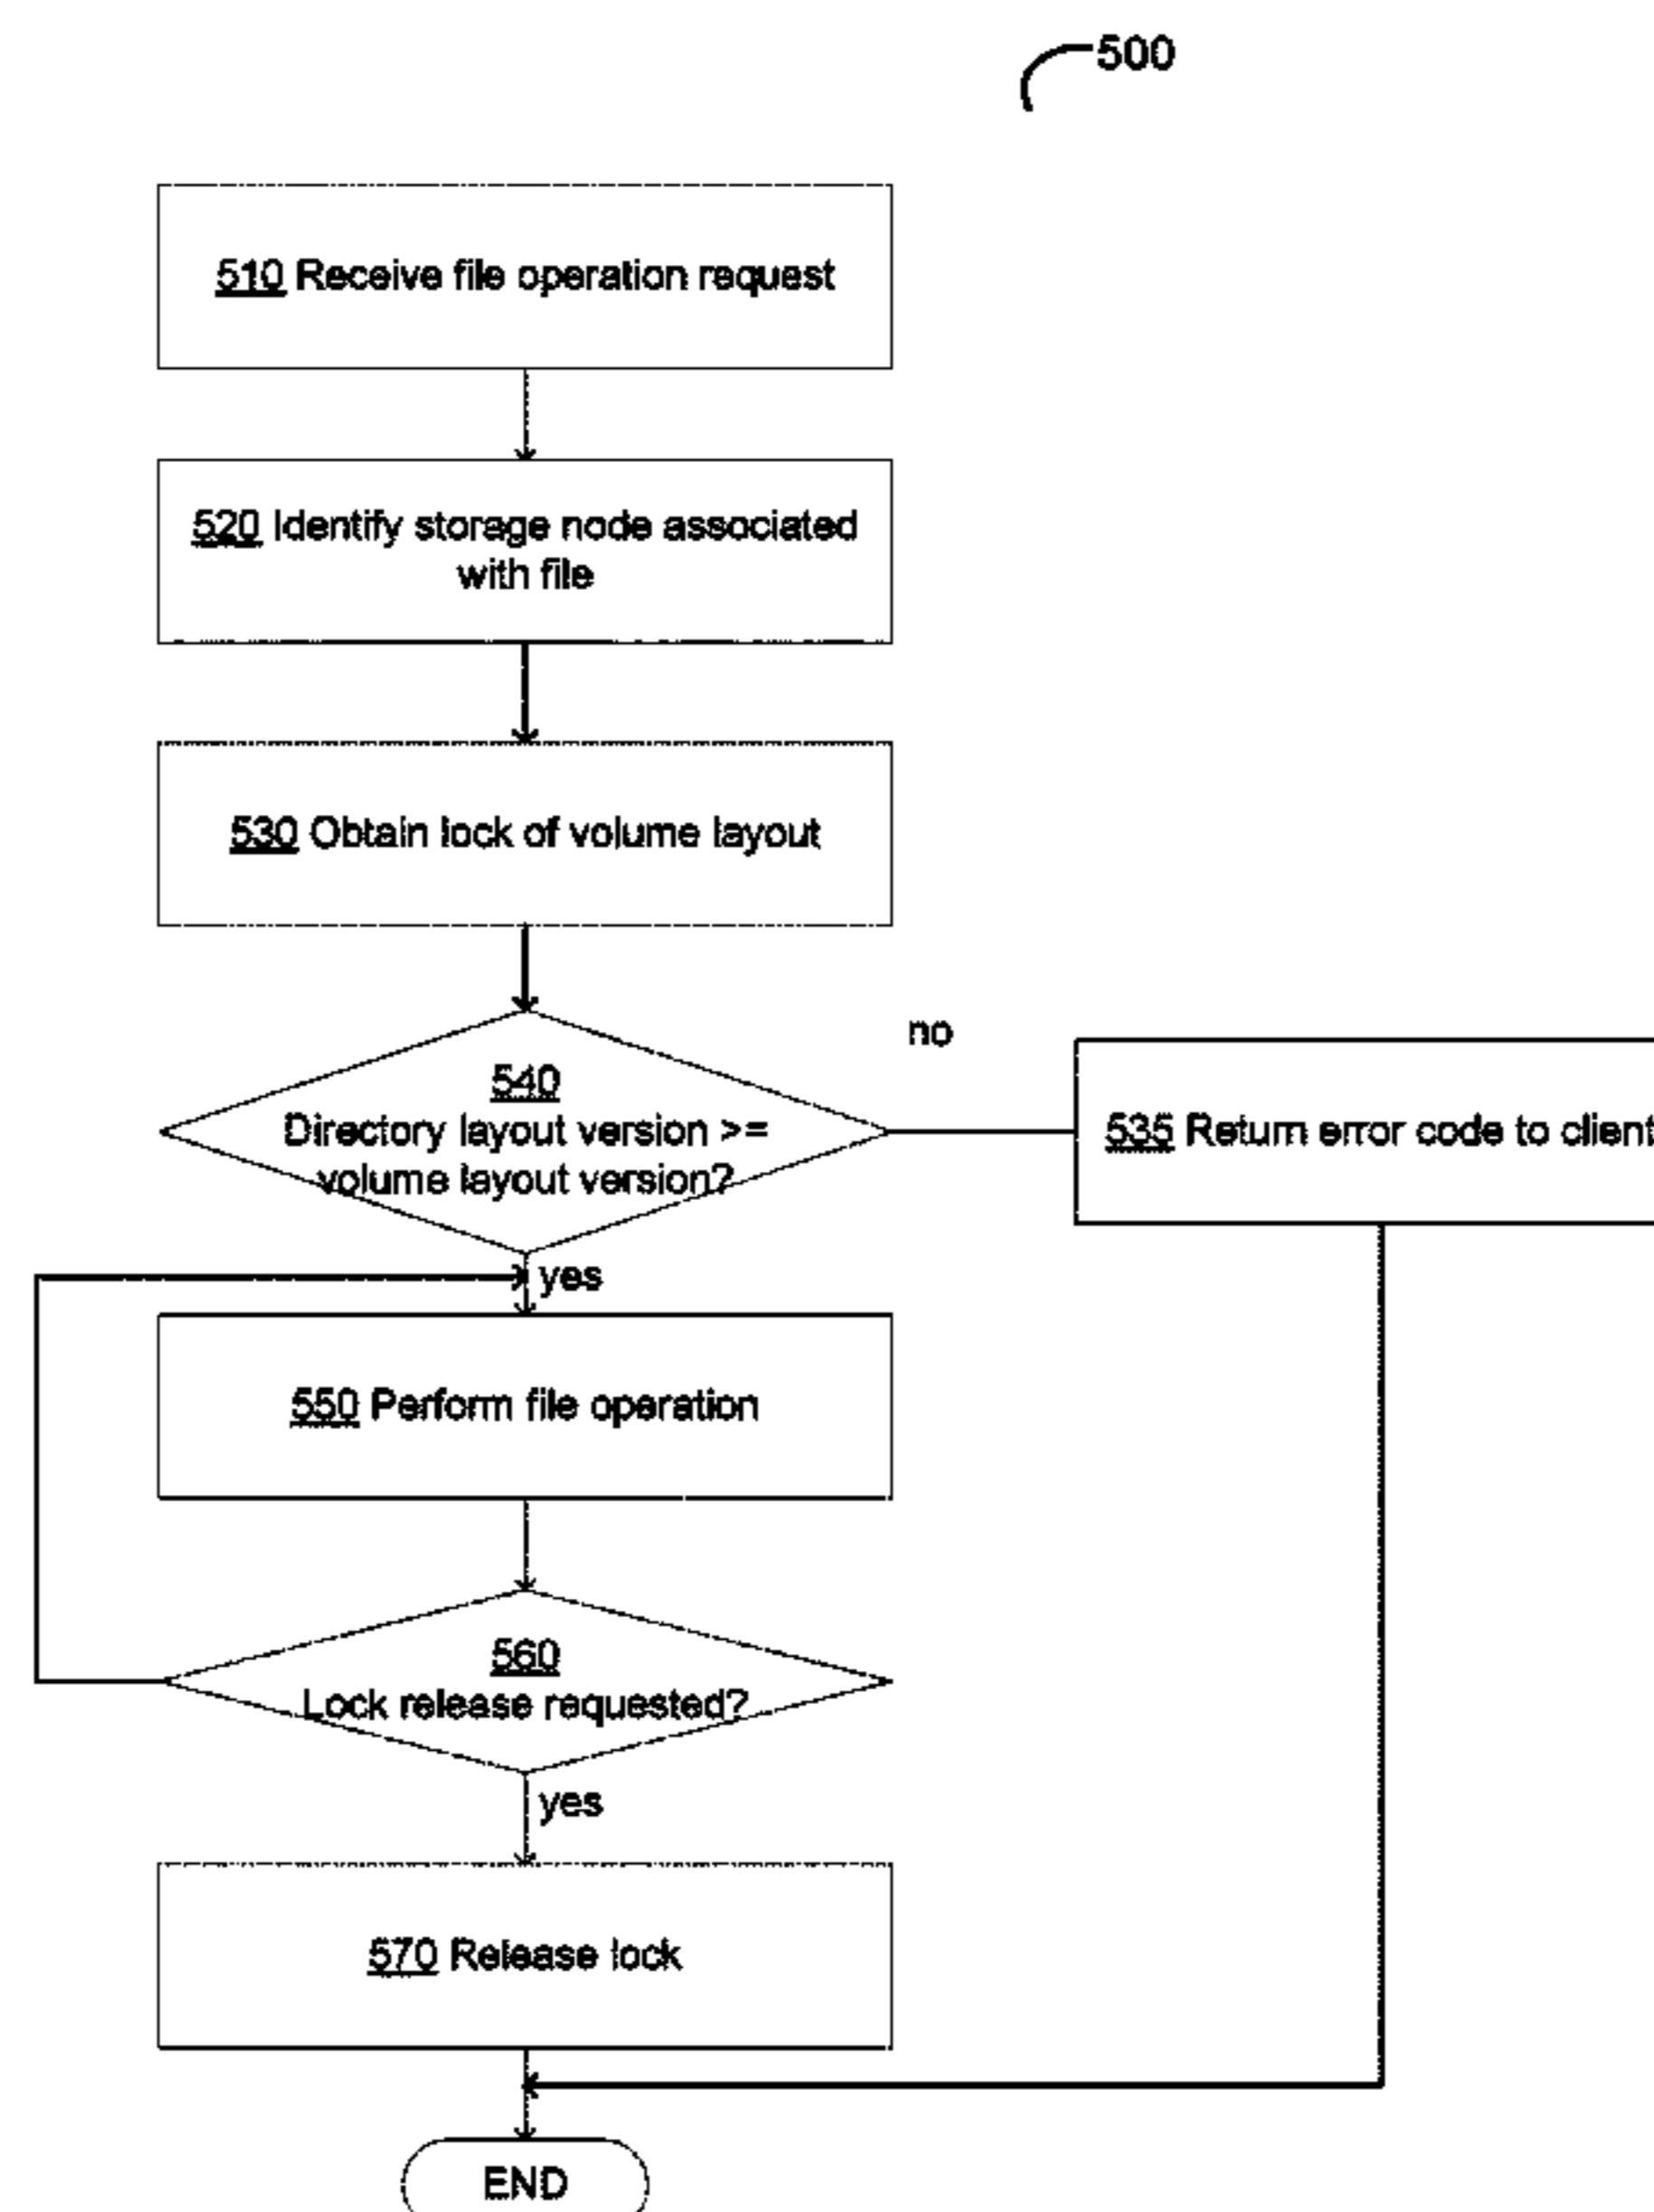 500
510 Receive file operation request
520 Identify storage node associated
with file
530 Obtain lock of volume layout
540
Directory layout version >=
volume layout version?
no
535 Return error code to client
yes
550 Perform file operation
560
Lock release requested?
yes
570 Release lock
END